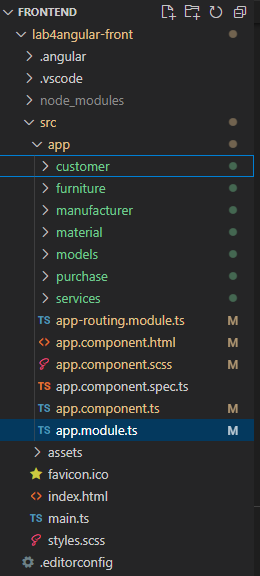 FRONTEND
lab4angular-front
.angular
.vscode
node_modules
src
app
customer
furniture
manufacturer
material
models
purchase
services
TS app-routing.module.ts M
<> app.component.html M
app.component.scss M
TS app.component.spec.ts
TS app.component.ts M
TS app.module.ts M
assets
favicon.ico
<> index.html
TS main.ts
styles.scss
.editorconfig